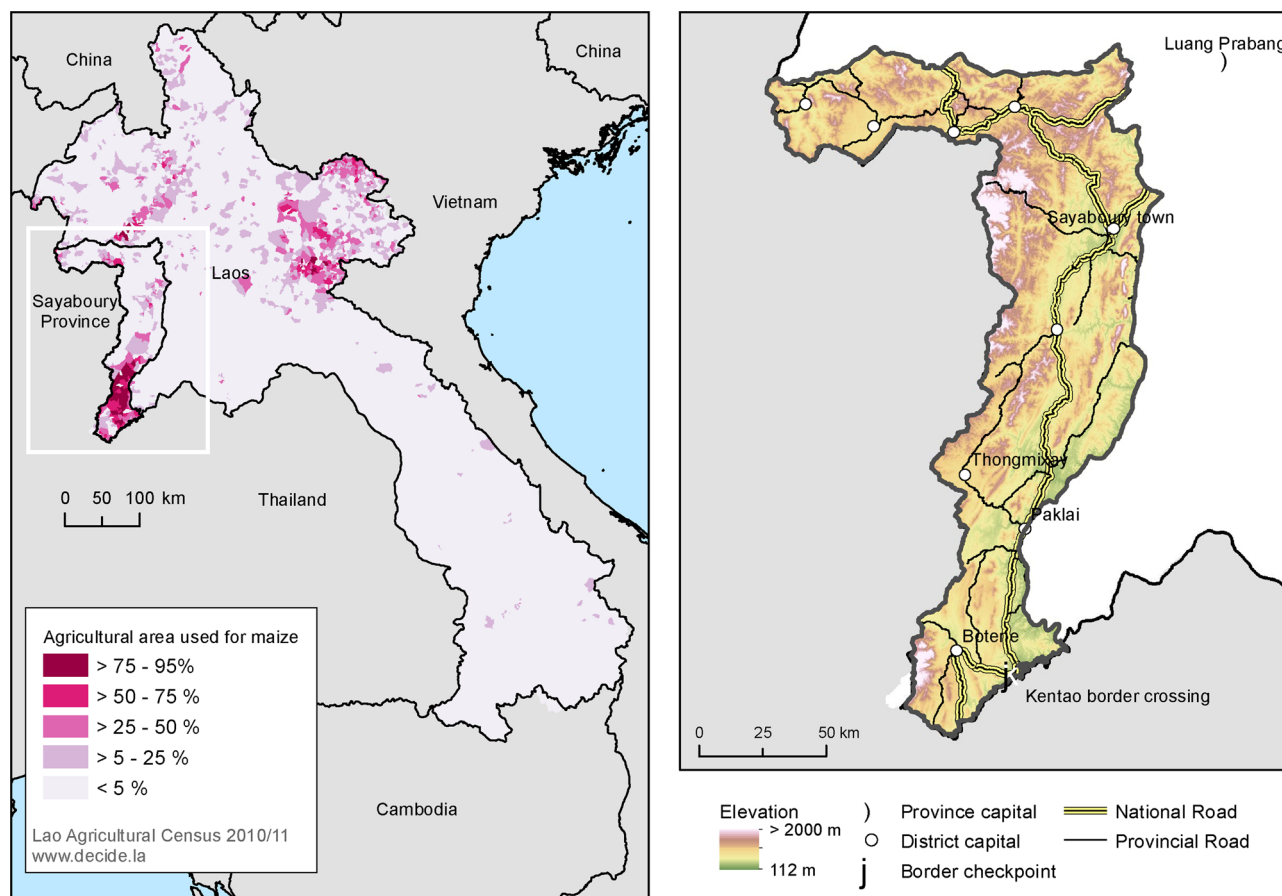 China
China
Vietnam
Laos
Sayaboury
Province
0 50 100 km
Thailand
Cambodia
Agricultural area used for maize
> 75 - 95%
> 50 - 75 %
> 25 - 50 %
> 5 - 25 %
< 5 %
Lao Agricultural Census 2010/11
www.decide.la
Luang Prabang
)
Sayaboury town
Thongmixay
Paklai
Botene
j
Kentao border crossing
0 25 50 km
Elevation
> 2000 m
112 m
) Province capital
District capital
j Border checkpoint
National Road
Provincial Road